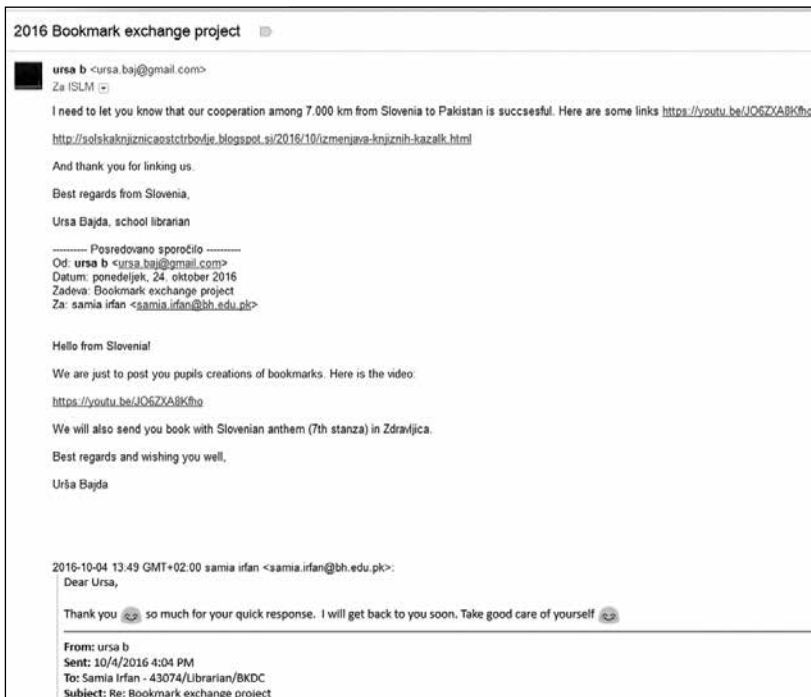 2016 Bookmark exchange project
ursa b <ursa.baj@gmail.com>
Za ISLM
I need to let you know that our cooperation among 7.000 km from Slovenia to Pakistan is succsesful. Here are some links https://youtu.be/JO6ZXA8Kfho
http://solskaknjiznicaostctrbovlje.blogspot.si/2016/10/izmenjava-knjiznih-kazalk.html
And thank you for linking us.
Best regards from Slovenia,
Ursa Bajda, school librarian
---------- Posredovano sporočilo ----------
Od: ursa b <ursa.baj@gmail.com>
Datum: ponedeljek, 24. oktober 2016
Zadeva: Bookmark exchange project
Za: samia irfan <samia.irfan@bh.edu.pk>
Hello from Slovenia!
We are just to post you pupils creations of bookmarks. Here is the video:
https://youtu.be/JO6ZXA8Kfho
We will also send you book with Slovenian anthem (7th stanza) in Zdravljica.
Best regards and wishing you well,
Urša Bajda
2016-10-04 13:49 GMT+02:00 samia irfan <samia.irfan@bh.edu.pk>:
Dear Ursa,
Thank you so much for your quick response. I will get back to you soon. Take good care of yourself
From: ursa b
Sent: 10/4/2016 4:04 PM
To: Samia Irfan - 43074/Librarian/BKDC
Subject: Re: Bookmark exchange project